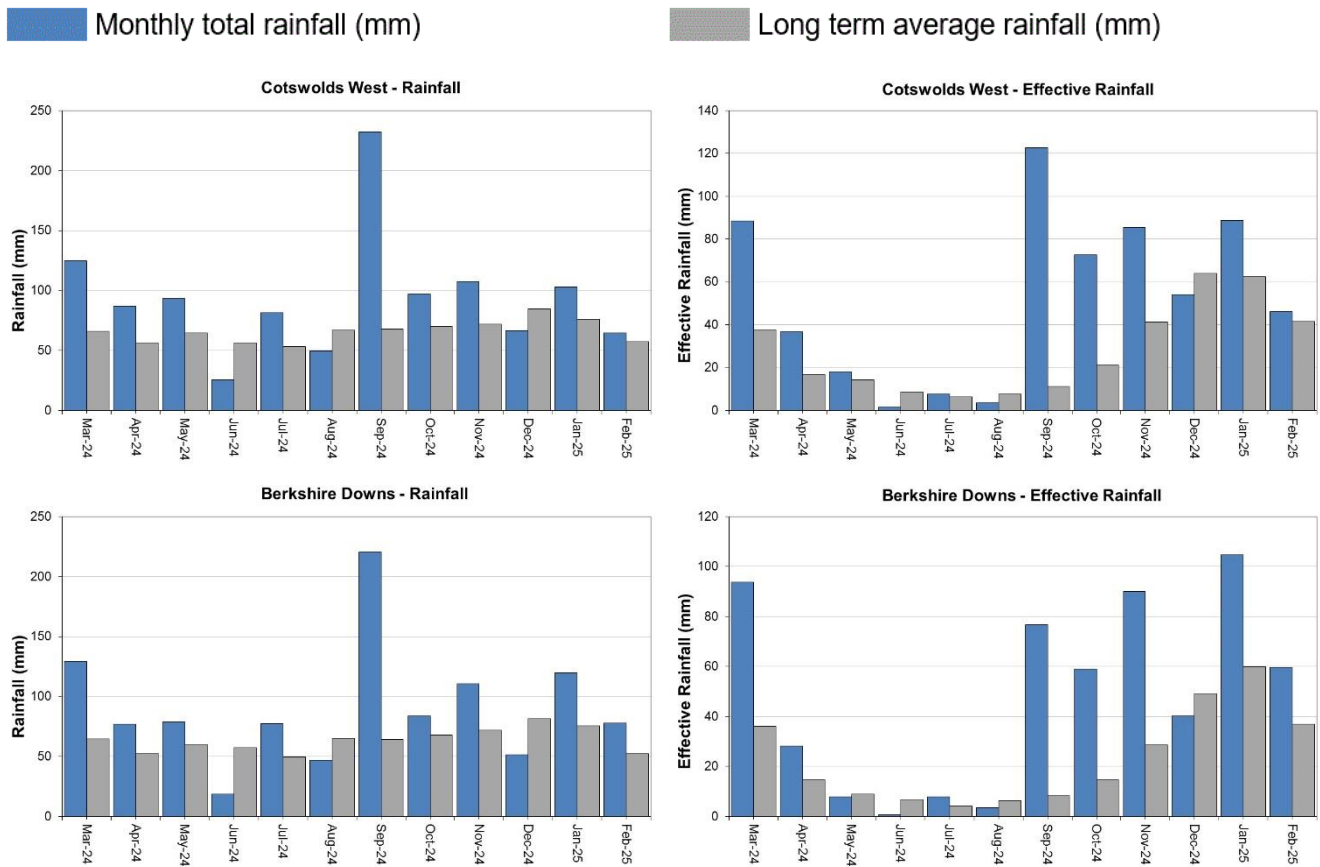 Monthly total rainfall (mm)
Long term average rainfall (mm)
Cotswolds West - Rainfall
Rainfall (mm)
250
200
150
100
50
0
Mar-24
Apr-24
May-24
Jun-24
Jul-24
Aug-24
Sep-24
Oct-24
Nov-24
Dec-24
Jan-25
Feb-25
Cotswolds West - Effective Rainfall
Effective Rainfall (mm)
140
120
100
80
60
40
20
0
Mar-24
Apr-24
May-24
Jun-24
Jul-24
Aug-24
Sep-24
Oct-24
Nov-24
Dec-24
Jan-25
Feb-25
Berkshire Downs - Rainfall
Rainfall (mm)
250
200
150
100
50
0
Mar-24
Apr-24
May-24
Jun-24
Jul-24
Aug-24
Sep-24
Oct-24
Nov-24
Dec-24
Jan-25
Feb-25
Berkshire Downs - Effective Rainfall
Effective Rainfall (mm)
120
100
80
60
40
20
0
Mar-24
Apr-24
May-24
Jun-24
Jul-24
Aug-24
Sep-24
Oct-24
Nov-24
Dec-24
Jan-25
Feb-25